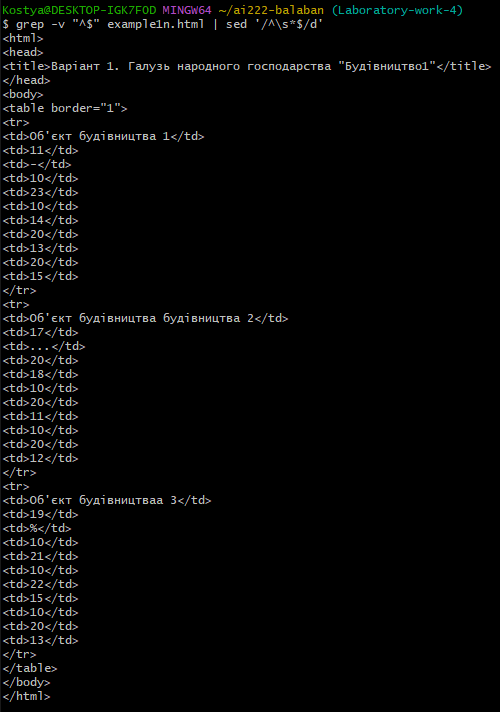 Kostya@DESKTOP-IGK7FOD MINGW64 ~/ai222-balaban (Laboratory-work-4)
$ grep -v "^$" example1n.html | sed '/^\s*$/d'
<html>
<head>
<title>Варіант 1. Галузь народного господарства "Будівництво1"</title>
</head>
<body>
<table border="1">
<tr>
<td>Об'єкт будівництва 1</td>
<td>11</td>
<td>-</td>
<td>10</td>
<td>23</td>
<td>10</td>
<td>14</td>
<td>20</td>
<td>13</td>
<td>20</td>
<td>15</td>
</tr>
<tr>
<td>Об'єкт будівництва будівництва 2</td>
<td>17</td>
<td>...</td>
<td>20</td>
<td>18</td>
<td>10</td>
<td>20</td>
<td>11</td>
<td>10</td>
<td>20</td>
<td>12</td>
</tr>
<tr>
<td>Об'єкт будівництваа 3</td>
<td>19</td>
<td>%</td>
<td>10</td>
<td>21</td>
<td>10</td>
<td>22</td>
<td>15</td>
<td>10</td>
<td>20</td>
<td>13</td>
</tr>
</table>
</body>
</html>